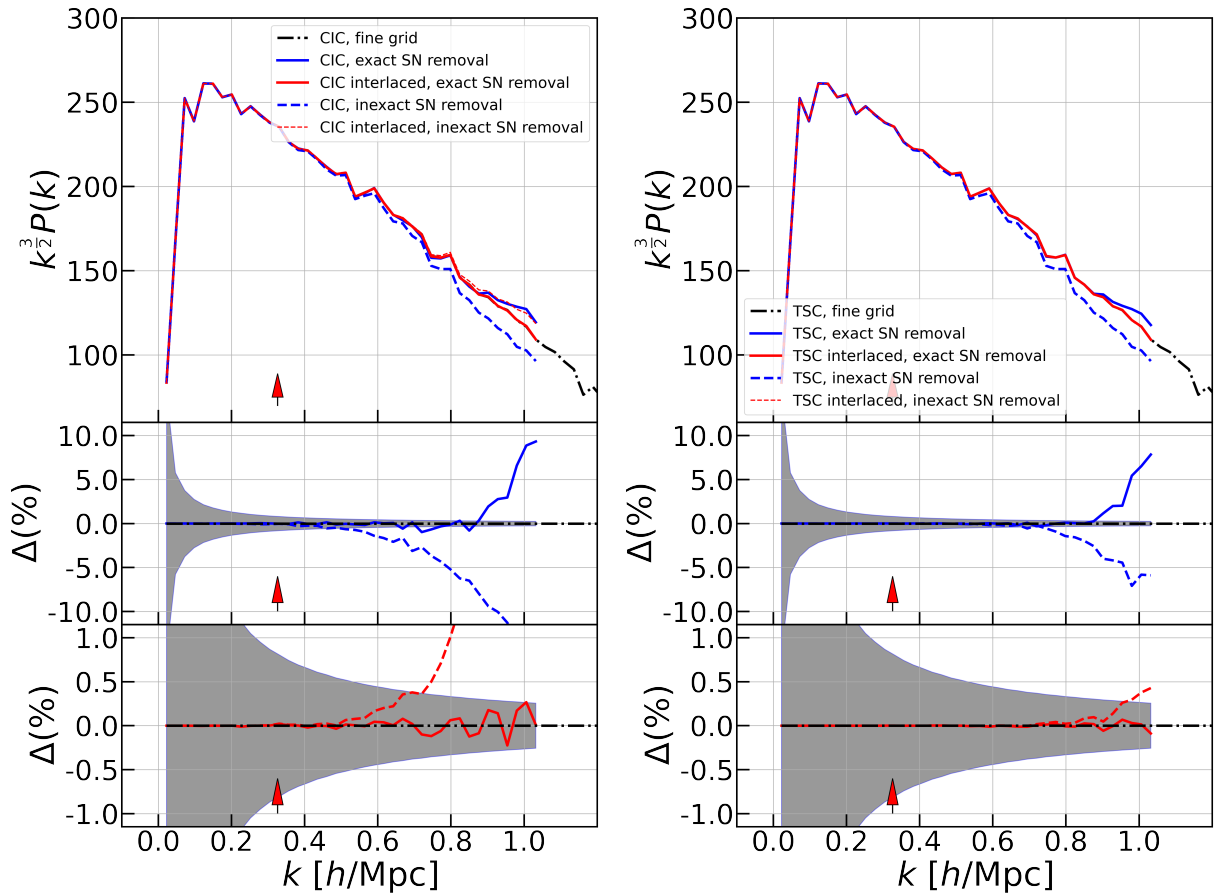 300
250
200
150
100
k^{3/2}P(k)
CIC, fine grid
CIC, exact SN removal
CIC interlaced, exact SN removal
CIC, inexact SN removal
CIC interlaced, inexact SN removal
10.0
5.0
0.0
-5.0
-10.0
Δ(%)
1.0
0.5
0.0
-0.5
-1.0
Δ(%)
0.0 0.2 0.4 0.6 0.8 1.0
k [h/Mpc]
300
250
200
150
100
k^{3/2}P(k)
TSC, fine grid
TSC, exact SN removal
TSC interlaced, exact SN removal
TSC, inexact SN removal
TSC interlaced, inexact SN removal
10.0
5.0
0.0
-5.0
-10.0
Δ(%)
1.0
0.5
0.0
-0.5
-1.0
Δ(%)
0.0 0.2 0.4 0.6 0.8 1.0
k [h/Mpc]